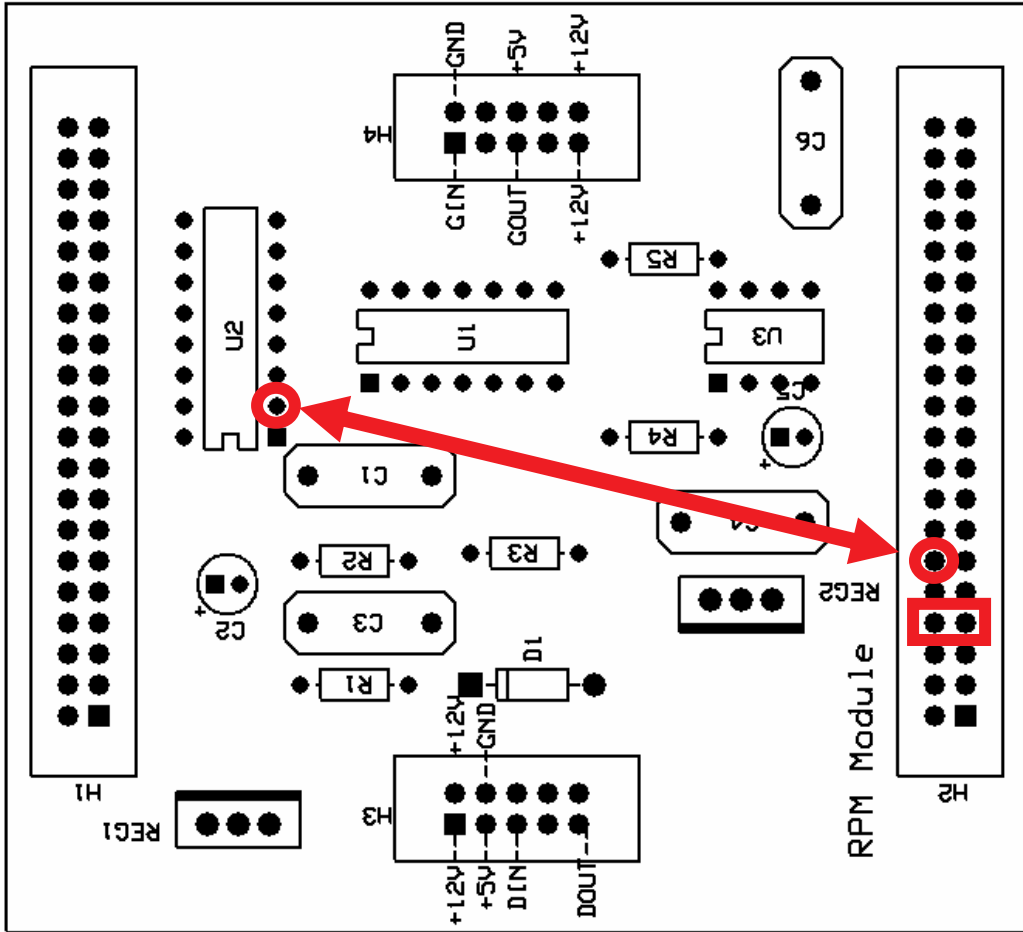 GND
+5V
+12V
H4
C6
GIN
GOUT
+12V
R5
U2
U1
U3
C5
R4
C1
C4
R2
R3
REG2
C2
C3
D1
R1
RPM Module
+12V
GND
H1
H2
H3
REG1
+12V
+5V
DIN
DOUT